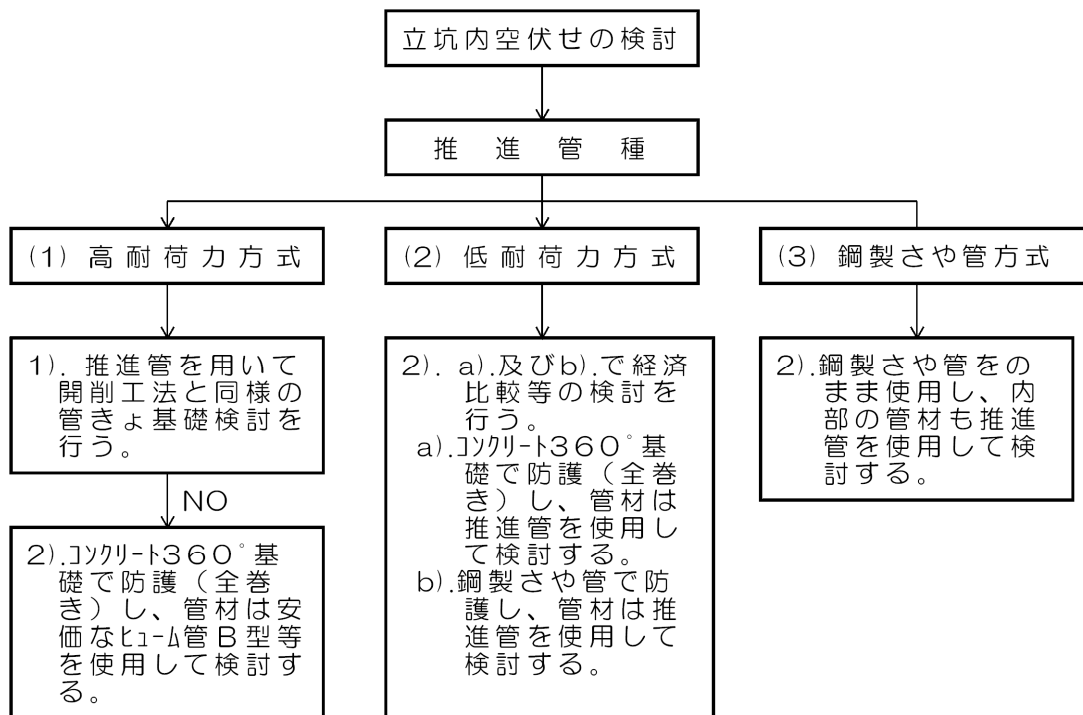 立坑内空伏せの検討
推進管種
(1) 高耐荷力方式
(2) 低耐荷力方式
(3) 鋼製さや管方式
1). 推進管を用いて
開削工法と同様の
管きょ基礎検討を
行う。
NO
2).ｺﾝｸﾘｰﾄ360°基
礎で防護（全巻
き）し、管材は安
価なﾋｭｰﾑ管B型等
を使用して検討す
る。
2). a).及びb).で経済
比較等の検討を
行う。
a).ｺﾝｸﾘｰﾄ360°基
礎で防護（全巻
き）し、管材は
推進管を使用し
て検討する。
b).鋼製さや管で防
護し、管材は推
進管を使用して
検討する。
2).鋼製さや管をの
まま使用し、内
部の管材も推進
管を使用して検
討する。